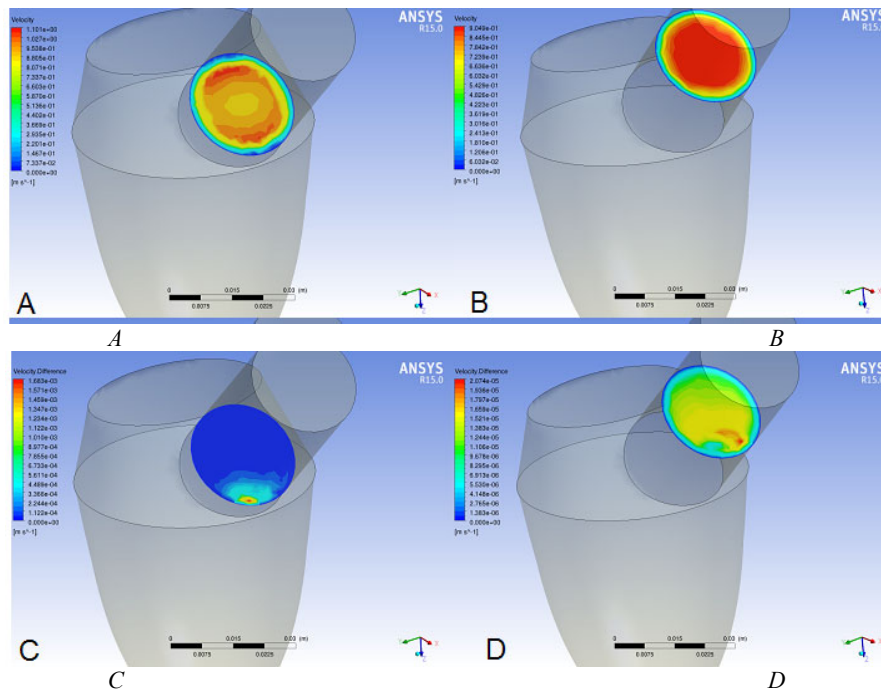 Velocity
1.101e+00
1.027e+00
9.538e-01
8.805e-01
8.071e-01
7.337e-01
6.603e-01
5.870e-01
5.136e-01
4.402e-01
3.669e-01
2.935e-01
2.201e-01
1.467e-01
7.337e-02
0.000e+00
[m s^-1]
ANSYS
R15.0
0 0.015 0.03 (m)
0.0075 0.0225
A
Velocity
9.048e-01
8.445e-01
7.842e-01
7.239e-01
6.636e-01
6.032e-01
5.429e-01
4.826e-01
4.223e-01
3.619e-01
3.016e-01
2.413e-01
1.810e-01
1.206e-01
6.032e-02
0.000e+00
[m s^-1]
ANSYS
R15.0
0 0.015 0.03 (m)
0.0075 0.0225
B
A B
Velocity.Difference
1.683e-03
1.571e-03
1.459e-03
1.347e-03
1.234e-03
1.122e-03
1.010e-03
8.977e-04
7.855e-04
6.733e-04
5.611e-04
4.489e-04
3.366e-04
2.244e-04
1.122e-04
0.000e+00
[m s^-1]
ANSYS
R15.0
0 0.015 0.03 (m)
0.0075 0.0225
C
Velocity.Difference
2.074e-05
1.936e-05
1.797e-05
1.659e-05
1.521e-05
1.383e-05
1.244e-05
1.106e-05
9.678e-06
8.295e-06
6.913e-06
5.530e-06
4.148e-06
2.765e-06
1.383e-06
0.000e+00
[m s^-1]
ANSYS
R15.0
0 0.015 0.03 (m)
0.0075 0.0225
D
C D